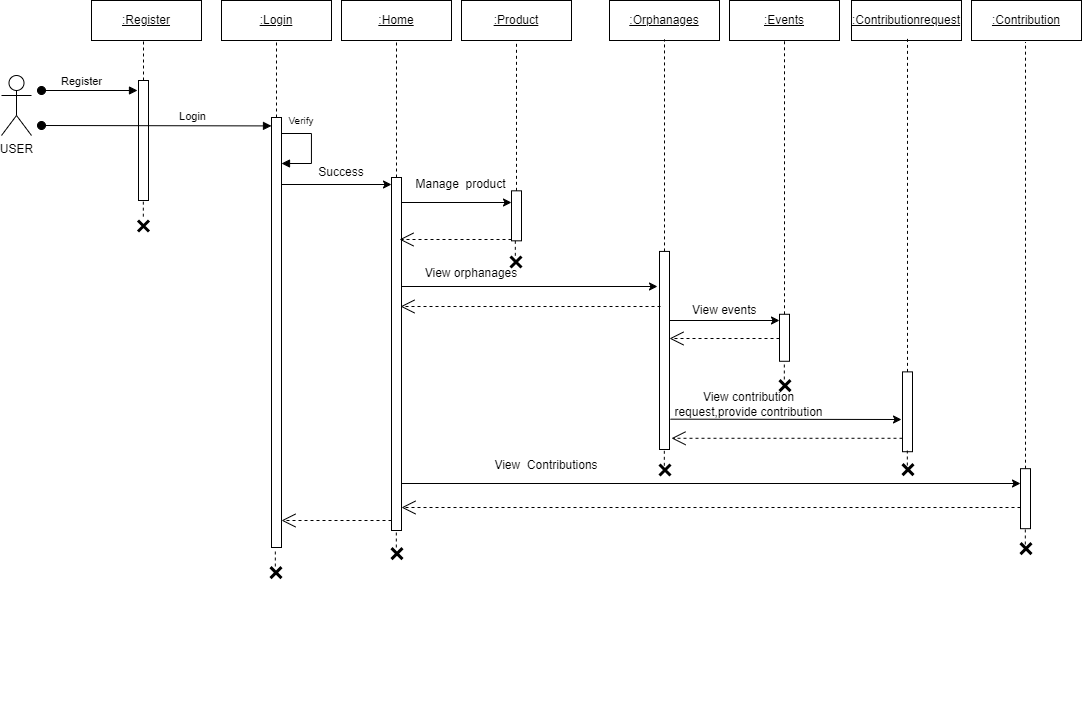 :Register
:Login
:Home
:Product
:Orphanages
:Events
:Contributionrequest
:Contribution
Register
Login
Verify
USER
Success
Manage  product
View orphanages
View events
View contribution
request,provide contribution
View  Contributions